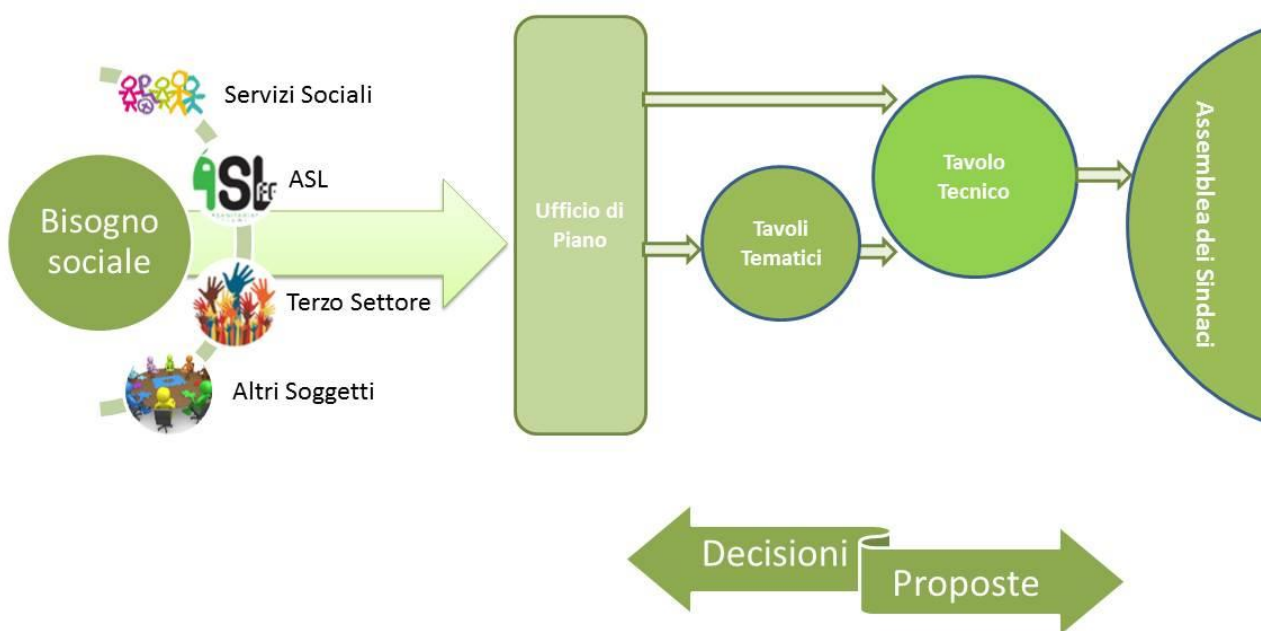 Servizi Sociali
ASL
ASL
Bisogno
sociale
Terzo Settore
Altri Soggetti
Ufficio di
Piano
Tavoli
Tematici
Tavolo
Tecnico
Assemblea dei Sindaci
Decisioni
Proposte